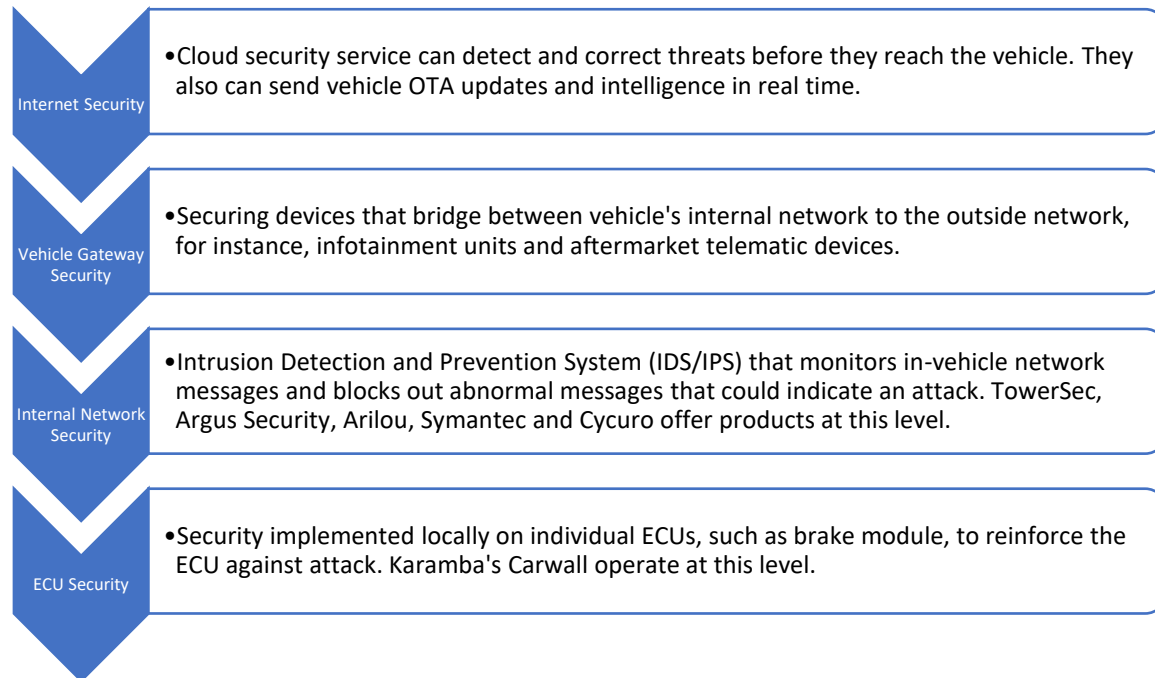 Internet Security
•Cloud security service can detect and correct threats before they reach the vehicle. They
also can send vehicle OTA updates and intelligence in real time.
Vehicle Gateway
Security
•Securing devices that bridge between vehicle's internal network to the outside network,
for instance, infotainment units and aftermarket telematic devices.
Internal Network
Security
•Intrusion Detection and Prevention System (IDS/IPS) that monitors in-vehicle network
messages and blocks out abnormal messages that could indicate an attack. TowerSec,
Argus Security, Arilou, Symantec and Cycuro offer products at this level.
ECU Security
•Security implemented locally on individual ECUs, such as brake module, to reinforce the
ECU against attack. Karamba's Carwall operate at this level.